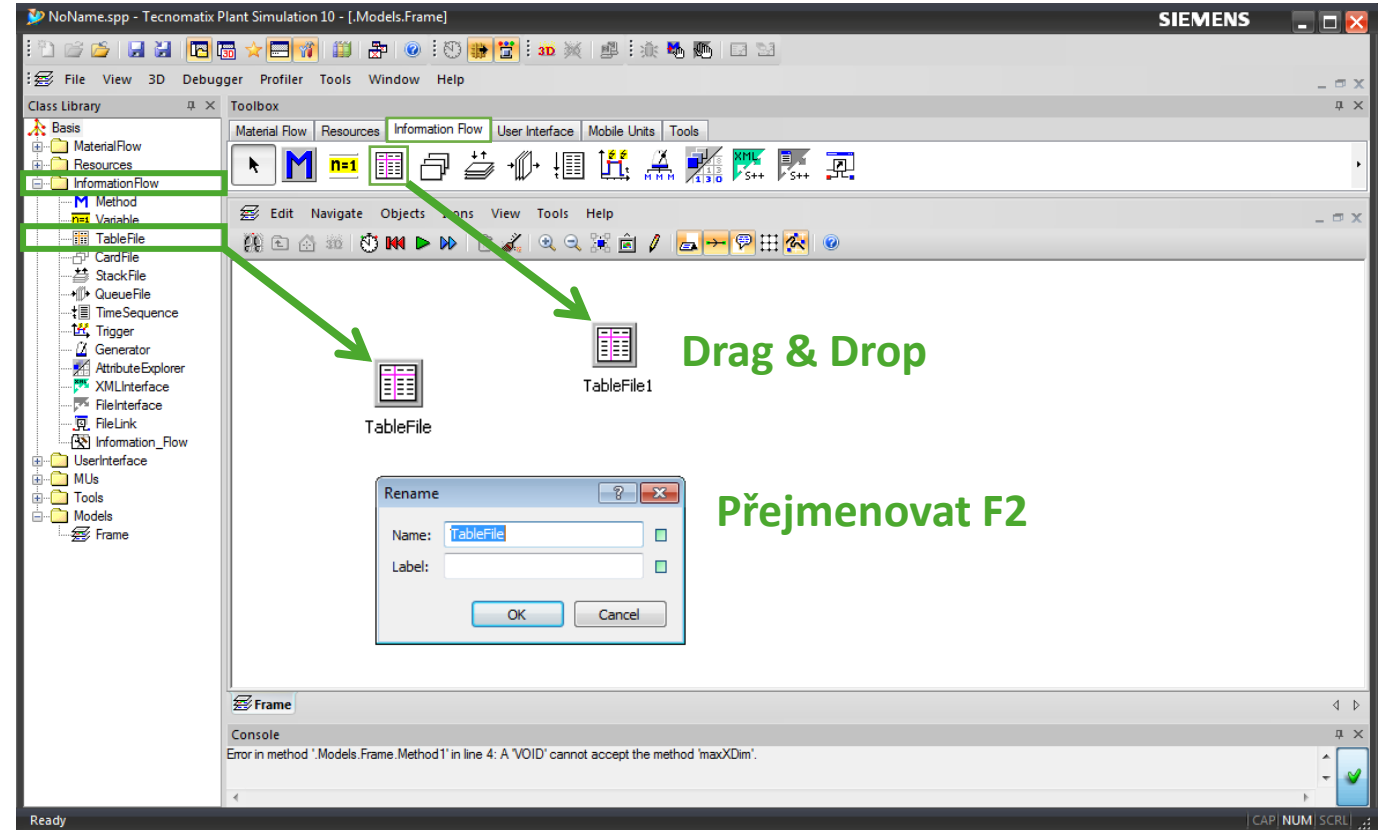 NoName.spp - Tecnomatix Plant Simulation 10 - [.Models.Frame]
SIEMENS
3D
File View 3D Debugger Profiler Tools Window Help
Class Library
Toolbox
Basis
MaterialFlow
Resources
InformationFlow
Method
Variable
TableFile
CardFile
StackFile
QueueFile
TimeSequence
Trigger
Generator
AttributeExplorer
XMLInterface
FileInterface
FileLink
Information_Flow
UserInterface
MUs
Tools
Models
Frame
Material Flow Resources Information Flow User Interface Mobile Units Tools
M n=1 M M M 1 3 0 XML S++ S++
Edit Navigate Objects Icons View Tools Help
TableFile1
TableFile
Drag & Drop
Rename
Name: TableFile
Label:
OK Cancel
Přejmenovat F2
Frame
Console
Error in method '.Models.Frame.Method1' in line 4: A 'VOID' cannot accept the method 'maxXDim'.
Ready
CAP NUM SCRL